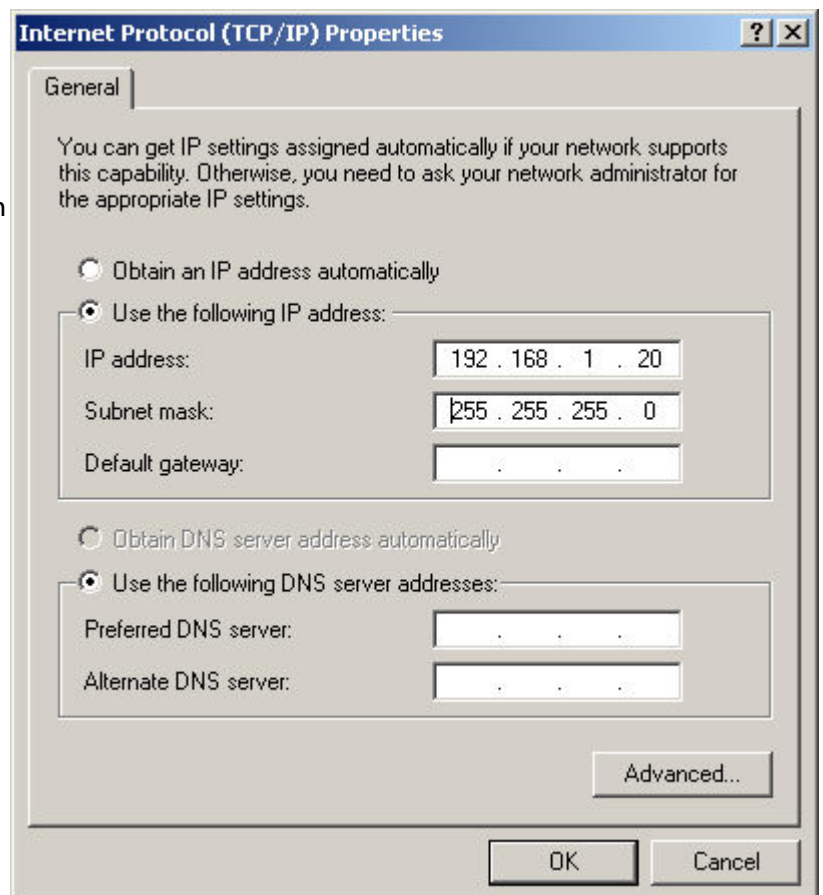 Internet Protocol (TCP/IP) Properties
General
You can get IP settings assigned automatically if your network supports
this capability. Otherwise, you need to ask your network administrator for
the appropriate IP settings.
Obtain an IP address automatically
Use the following IP address:
IP address: 192 . 168 . 1 . 20
Subnet mask: 255 . 255 . 255 . 0
Default gateway: . . .
Obtain DNS server address automatically
Use the following DNS server addresses:
Preferred DNS server: . . .
Alternate DNS server: . . .
Advanced...
OK Cancel